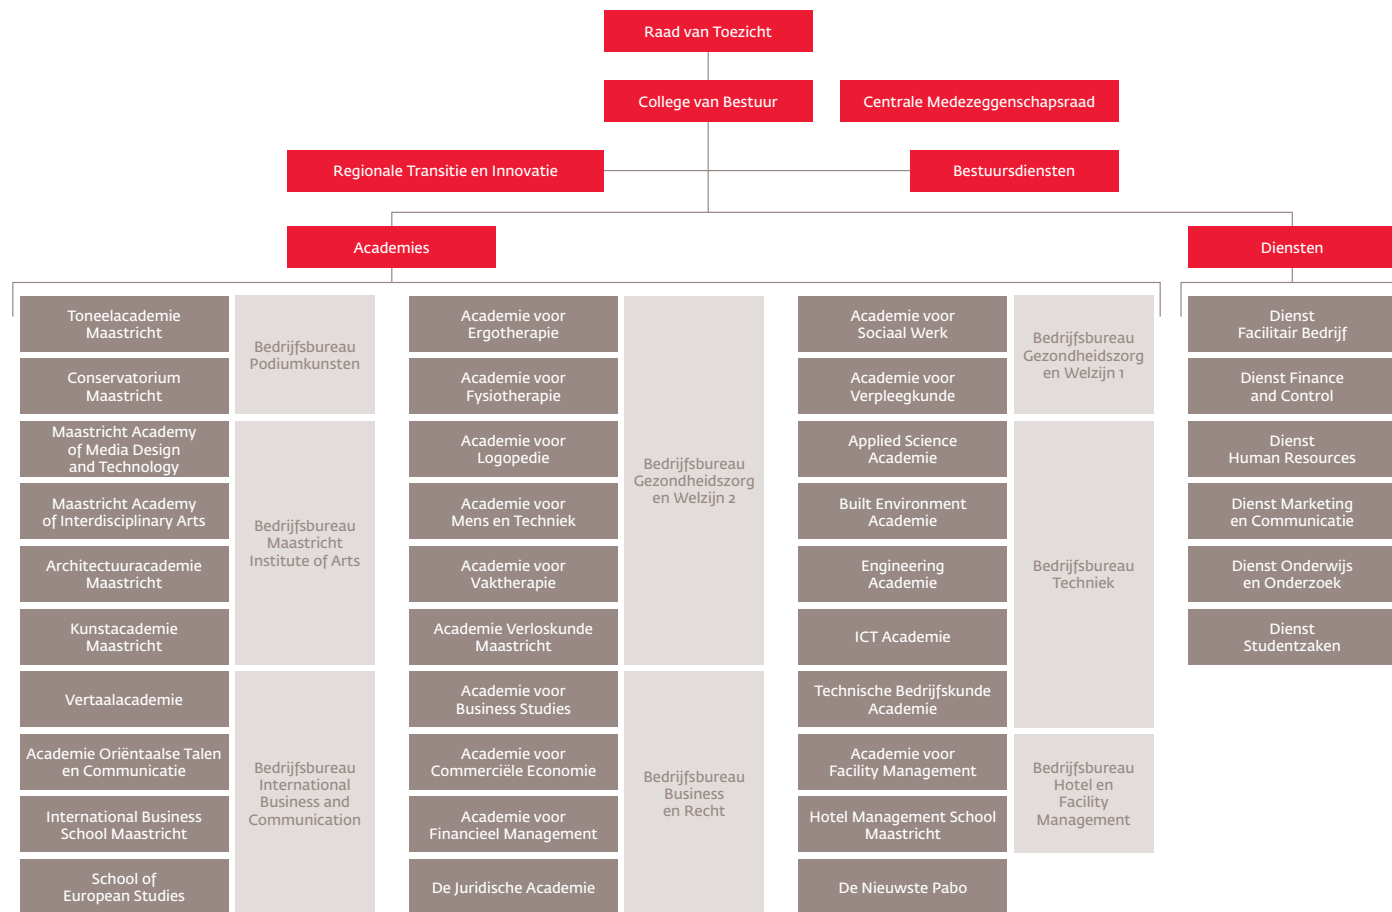 Raad van Toezicht
College van Bestuur
Centrale Medezeggenschapsraad
Regionale Transitie en Innovatie
Bestuursdiensten
Academies
Diensten
Toneelacademie
Maastricht
Conservatorium
Maastricht
Maastricht Academy
of Media Design
and Technology
Maastricht Academy
of Interdisciplinary Arts
Architectuuracademie
Maastricht
Kunstacademie
Maastricht
Vertaalacademie
Academie Oriëntaalse Talen
en Communicatie
International Business
School Maastricht
School of
European Studies
Bedrijfsbureau
Podiumkunsten
Bedrijfsbureau
Maastricht
Institute of Arts
Bedrijfsbureau
International
Business and
Communication
Academie voor
Ergotherapie
Academie voor
Fysiotherapie
Academie voor
Logopedie
Academie voor
Mens en Techniek
Academie voor
Vaktherapie
Academie Verloskunde
Maastricht
Academie voor
Business Studies
Academie voor
Commerciële Economie
Academie voor
Financieel Management
De Juridische Academie
Bedrijfsbureau
Gezondheidszorg
en Welzijn 2
Bedrijfsbureau
Business
en Recht
Academie voor
Sociaal Werk
Academie voor
Verpleegkunde
Applied Science
Academie
Built Environment
Academie
Engineering
Academie
ICT Academie
Technische Bedrijfskunde
Academie
Academie voor
Facility Management
Hotel Management School
Maastricht
De Nieuwste Pabo
Bedrijfsbureau
Gezondheidszorg
en Welzijn 1
Bedrijfsbureau
Techniek
Bedrijfsbureau
Hotel en
Facility
Management
Dienst
Facilitair Bedrijf
Dienst Finance
and Control
Dienst
Human Resources
Dienst Marketing
en Communicatie
Dienst Onderwijs
en Onderzoek
Dienst
Studentzaken